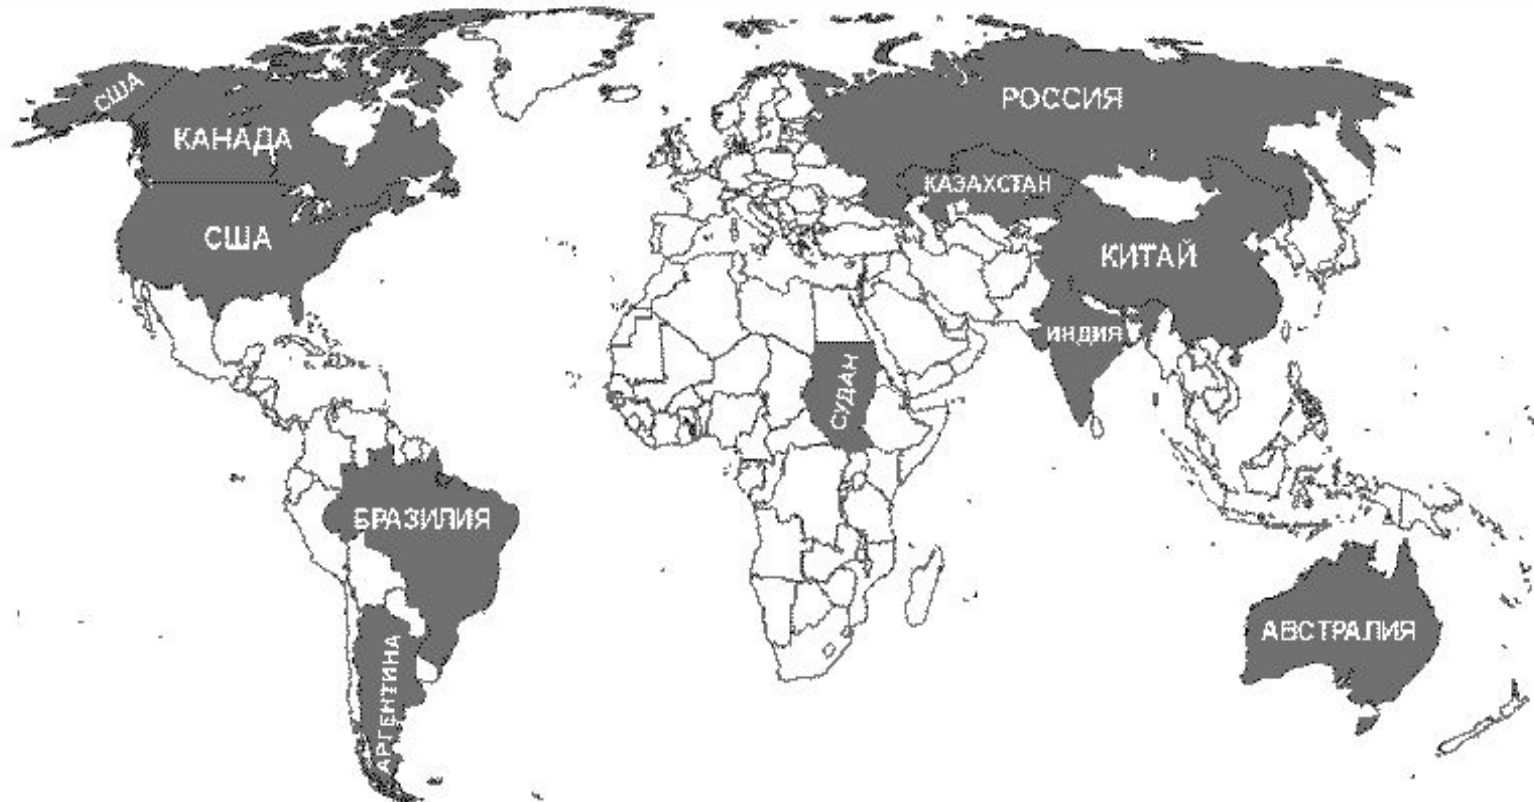 США
РОССИЯ
КАНАДА
КАЗАХСТАН
США
КИТАЙ
ИНДИЯ
СУДАН
БРАЗИЛИЯ
АВСТРАЛИЯ
АРГЕНТИНА